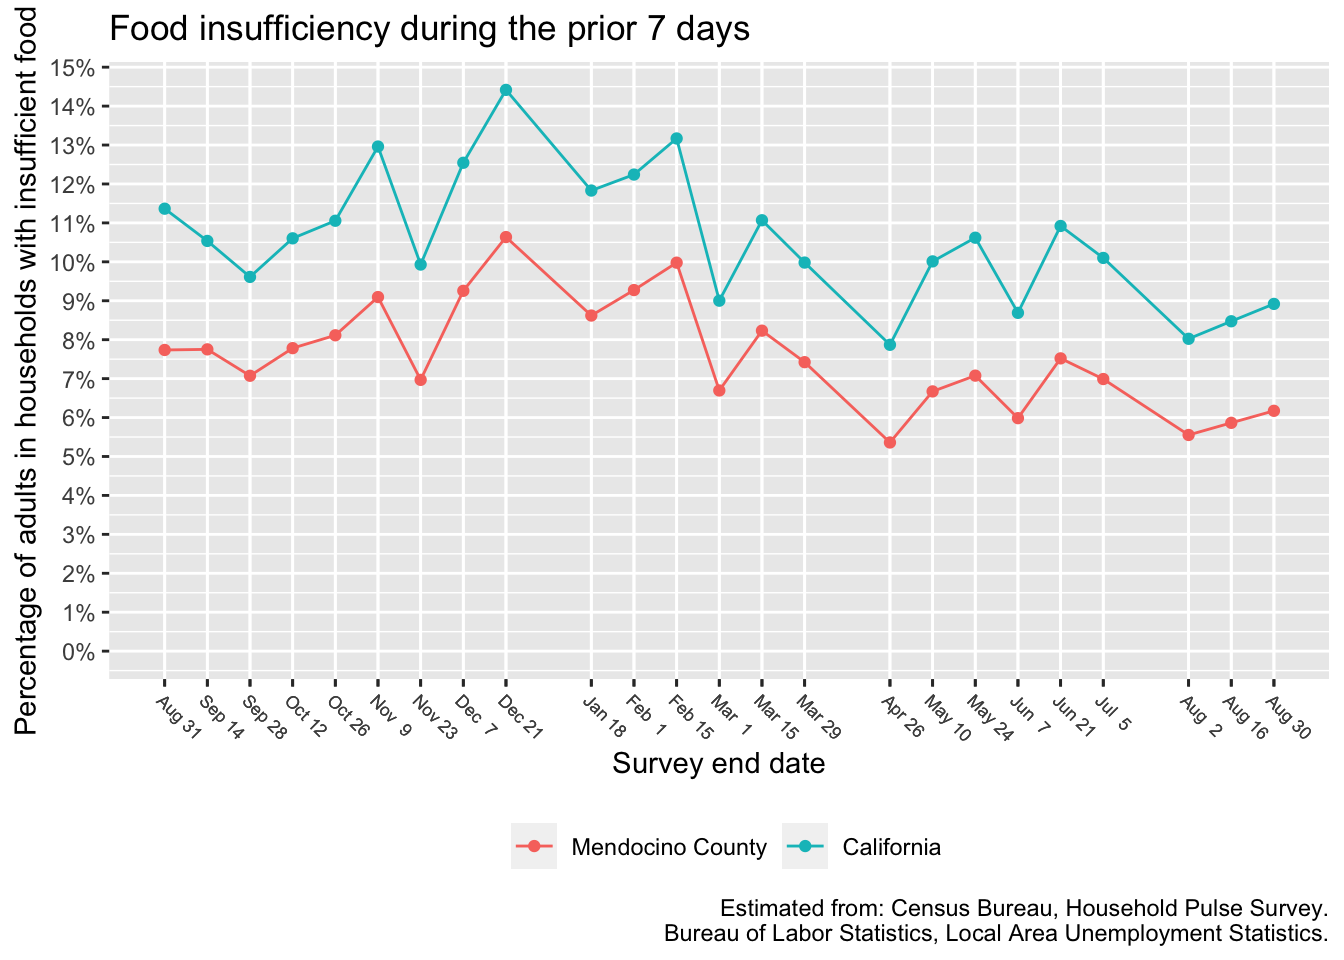 Food insufficiency during the prior 7 days
Percentage of adults in households with insufficient food
15%
14%
13%
12%
11%
10%
9%
8%
7%
6%
5%
4%
3%
2%
1%
0%
Aug 31
Sep 14
Sep 28
Oct 12
Oct 26
Nov 9
Nov 23
Dec 7
Dec 21
Jan 18
Feb 1
Feb 15
Mar 1
Mar 15
Mar 29
Apr 26
May 10
May 24
Jun 7
Jun 21
Jul 5
Aug 2
Aug 16
Aug 30
Survey end date
Mendocino County
California
Estimated from: Census Bureau, Household Pulse Survey.
Bureau of Labor Statistics, Local Area Unemployment Statistics.